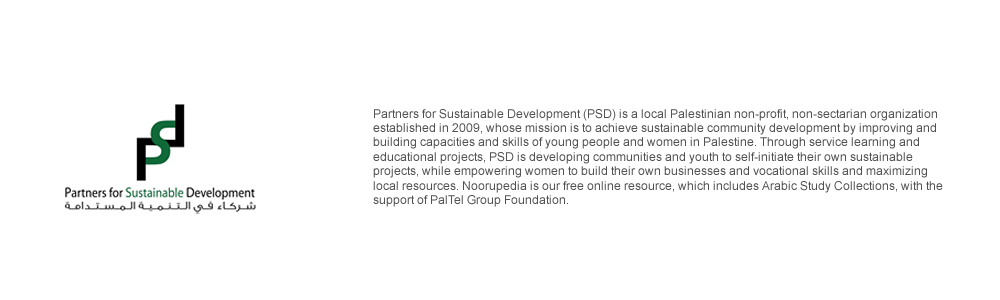 psd
Partners for Sustainable Development
شركاء في التنمية المستدامة
Partners for Sustainable Development (PSD) is a local Palestinian non-profit, non-sectarian organization
established in 2009, whose mission is to achieve sustainable community development by improving and
building capacities and skills of young people and women in Palestine. Through service learning and
educational projects, PSD is developing communities and youth to self-initiate their own sustainable
projects, while empowering women to build their own businesses and vocational skills and maximizing
local resources. Noorupedia is our free online resource, which includes Arabic Study Collections, with the
support of PalTel Group Foundation.